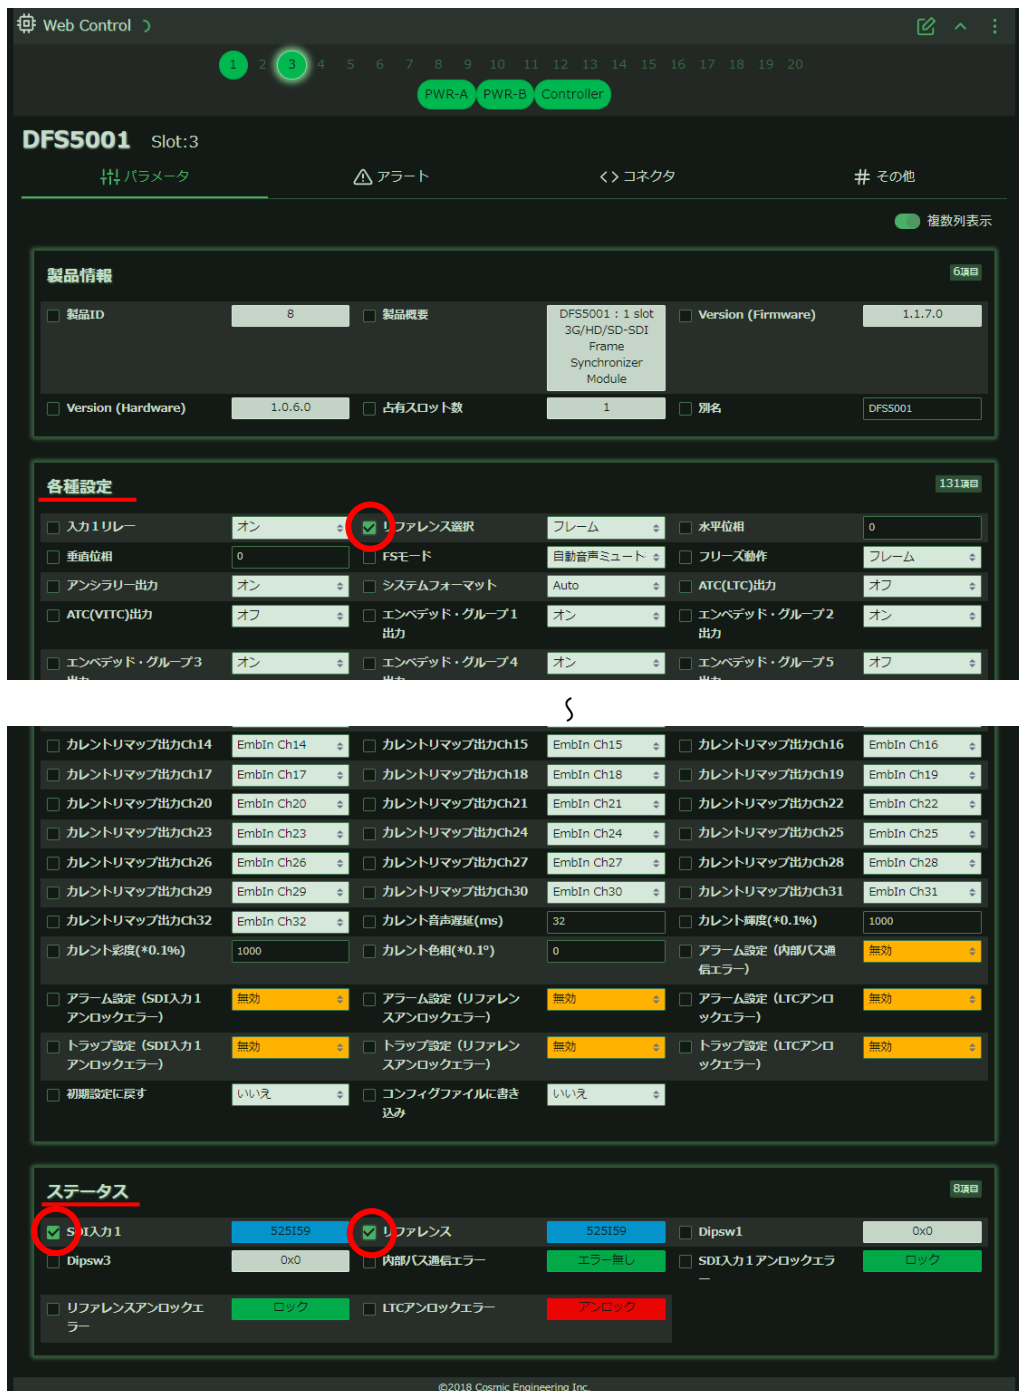 Web Control
1 2 3 4 5 6 7 8 9 10 11 12 13 14 15 16 17 18 19 20
PWR-A PWR-B Controller
DFS5001 Slot:3
パラメータ アラート コネクタ その他
複数列表示
製品情報 6項目
製品ID 8 製品概要 DFS5001 : 1 slot Version (Firmware) 1.1.7.0
3G/HD/SD-SDI
Frame
Synchronizer
Module
Version (Hardware) 1.0.6.0 占有スロット数 1 別名 DFS5001
各種設定 131項目
入力1リレー オン リファレンス選択 フレーム 水平位相 0
垂直位相 0 FSモード 自動音声ミュート フリーズ動作 フレーム
アンシラリー出力 オン システムフォーマット Auto ATC(LTC)出力 オフ
ATC(VITC)出力 オフ エンベデッド・グループ1 オン エンベデッド・グループ2 オン
出力 出力
エンベデッド・グループ3 オン エンベデッド・グループ4 オン エンベデッド・グループ5 オフ
カレントリマップ出力Ch14 EmbIn Ch14 カレントリマップ出力Ch15 EmbIn Ch15 カレントリマップ出力Ch16 EmbIn Ch16
カレントリマップ出力Ch17 EmbIn Ch17 カレントリマップ出力Ch18 EmbIn Ch18 カレントリマップ出力Ch19 EmbIn Ch19
カレントリマップ出力Ch20 EmbIn Ch20 カレントリマップ出力Ch21 EmbIn Ch21 カレントリマップ出力Ch22 EmbIn Ch22
カレントリマップ出力Ch23 EmbIn Ch23 カレントリマップ出力Ch24 EmbIn Ch24 カレントリマップ出力Ch25 EmbIn Ch25
カレントリマップ出力Ch26 EmbIn Ch26 カレントリマップ出力Ch27 EmbIn Ch27 カレントリマップ出力Ch28 EmbIn Ch28
カレントリマップ出力Ch29 EmbIn Ch29 カレントリマップ出力Ch30 EmbIn Ch30 カレントリマップ出力Ch31 EmbIn Ch31
カレントリマップ出力Ch32 EmbIn Ch32 カレント音声遅延(ms) 32 カレント輝度(*0.1%) 1000
カレント彩度(*0.1%) 1000 カレント色相(*0.1º) 0 アラーム設定（内部バス通 無効
信エラー）
アラーム設定（SDI入力1 無効 アラーム設定（リファレン 無効 アラーム設定（LTCアンロ 無効
アンロックエラー） スアンロックエラー） ックエラー）
トラップ設定（SDI入力1 無効 トラップ設定（リファレン 無効 トラップ設定（LTCアンロ 無効
アンロックエラー） スアンロックエラー） ックエラー）
初期設定に戻す いいえ コンフィグファイルに書き いいえ
込み
ステータス 8項目
SDI入力1 525I59 リファレンス 525I59 Dipsw1 0x0
Dipsw3 0x0 内部バス通信エラー エラー無し SDI入力1アンロックエラ ロック
ー
リファレンスアンロックエ ロック LTCアンロックエラー アンロック
ラー
©2018 Cosmic Engineering Inc.